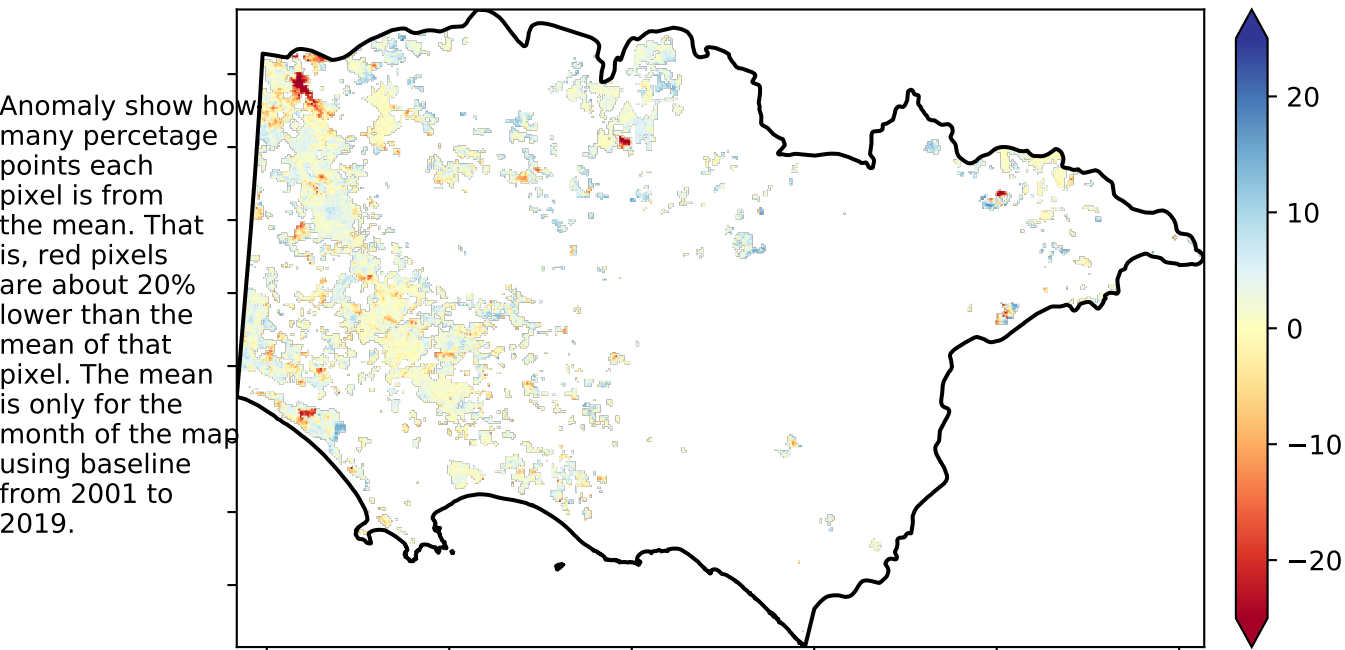 Anomaly show how
many percetage
points each
pixel is from
the mean. That
is, red pixels
are about 20%
lower than the
mean of that
pixel. The mean
is only for the
month of the map
using baseline
from 2001 to
2019.
20
10
0
−10
−20